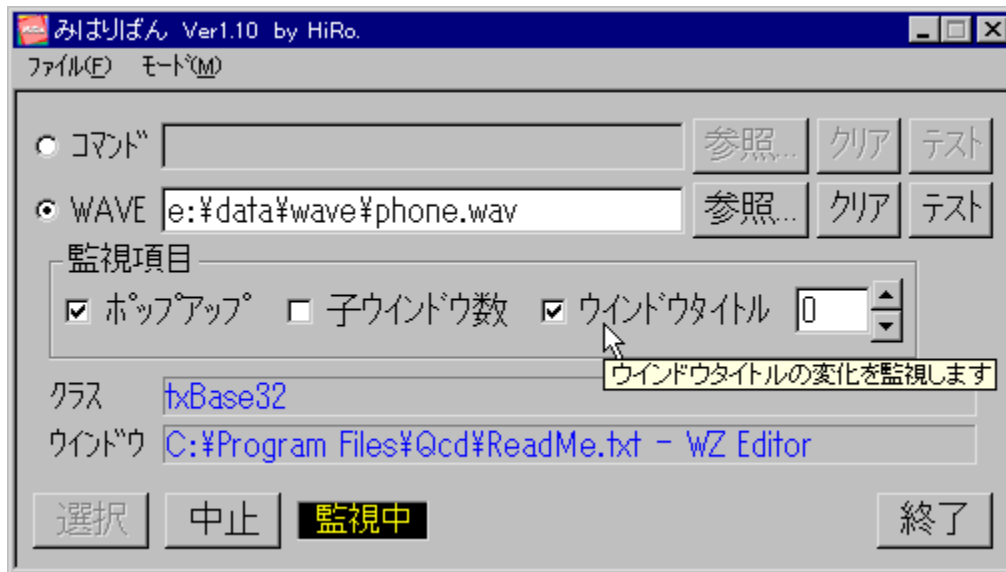 みはりばん Ver1.10 by HiRo.
ファイル(F) モード(M)
コマンド 参照... クリア テスト
WAVE e:¥data¥wave¥phone.wav 参照... クリア テスト
監視項目
ポップアップ 子ウインドウ数 ウインドウタイトル 0
ウインドウタイトルの変化を監視します
クラス txBase32
ウインドウ C:¥Program Files¥Qcd¥ReadMe.txt - WZ Editor
選択 中止 監視中 終了